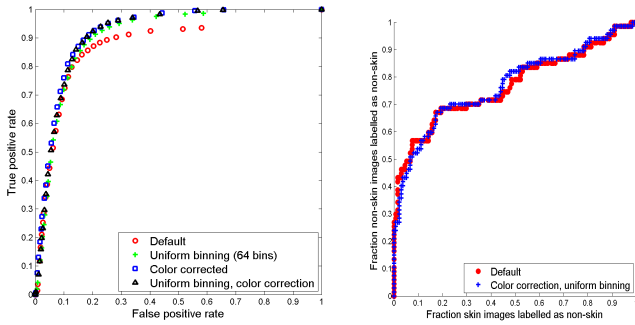 1
0.9
0.8
0.7
0.6
0.5
0.4
0.3
0.2
0.1
0
True positive rate
Default
Uniform binning (64 bins)
Color corrected
Uniform binning, color correction
0 0.1 0.2 0.3 0.4 0.5 0.6 0.7 0.8 0.9 1
False positive rate
1
0.9
0.8
0.7
0.6
0.5
0.4
0.3
0.2
0.1
0
Fraction non-skin images labelled as non-skin
Default
Color correction, uniform binning
0 0.1 0.2 0.3 0.4 0.5 0.6 0.7 0.8 0.9 1
Fraction skin images labelled as non-skin